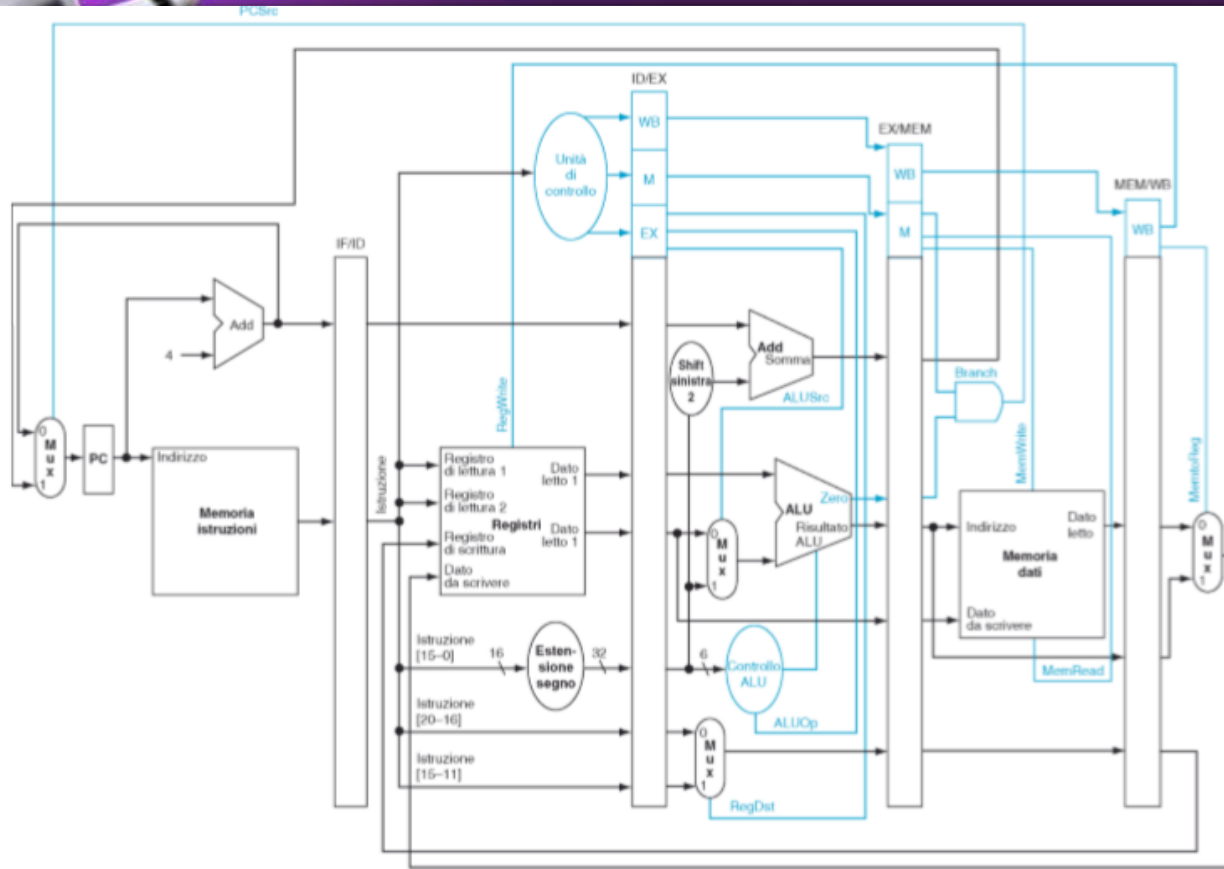 PCSrc
ID/EX
WB
M
EX
Unità
di
controllo
EX/MEM
WB
M
MEM/WB
WB
IF/ID
Add
4
Add
Somma
Shift
sinistra
2
ALUSrc
Branch
RegWrite
MemWrite
MemtoReg
0
M
u
x
1
PC
Indirizzo
Memoria
istruzioni
Istruzione
Registro
di lettura 1
Registro
di lettura 2
Registro
di scrittura
Dato
da scrivere
Registri
Dato
letto 1
Dato
letto 1
0
M
u
x
1
Zero
ALU
Risultato
ALU
Indirizzo
Dato
letto
Memoria
dati
Dato
da scrivere
0
M
u
x
1
MemRead
Istruzione
[15–0]
16
Esten-
sione
segno
32
6
Controllo
ALU
ALUOp
Istruzione
[20–16]
Istruzione
[15–11]
0
M
u
x
1
RegDst